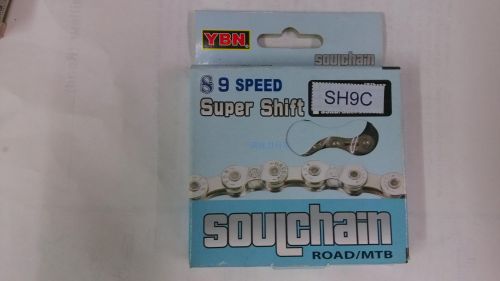 YBN
soulchain
S 9 SPEED
SH9C
Super Shift
soulchain
ROAD/MTB